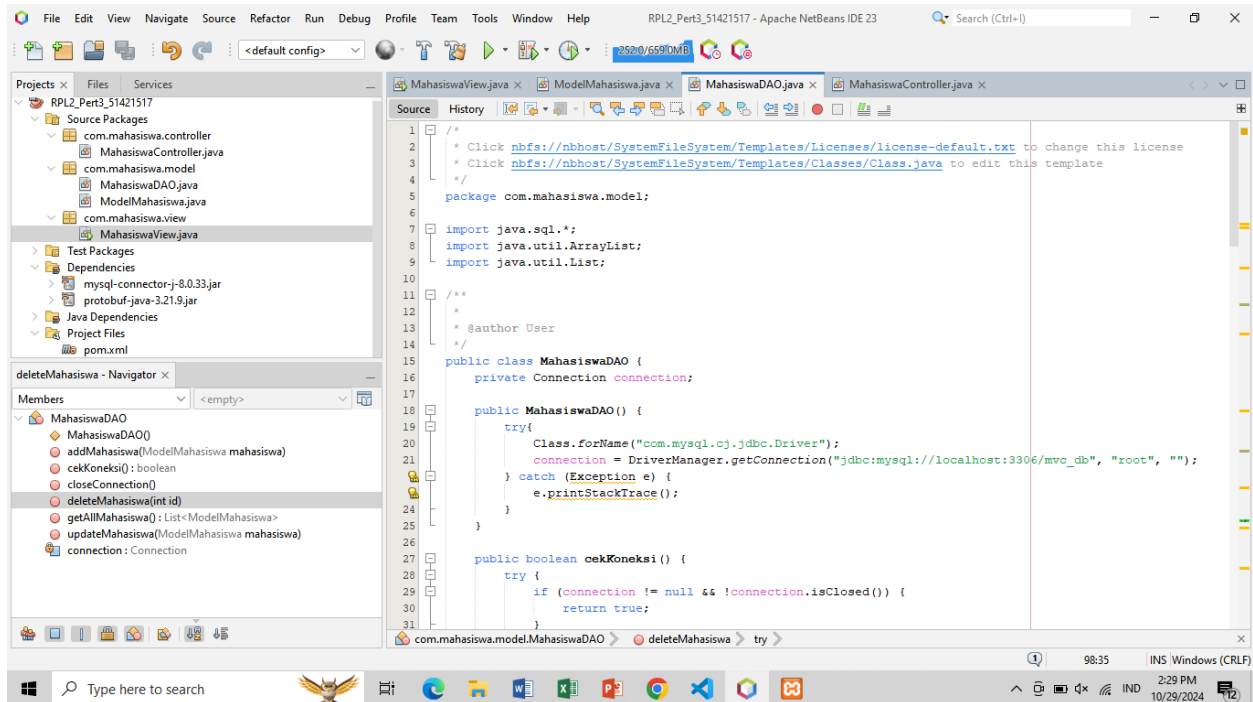 File Edit View Navigate Source Refactor Run Debug Profile Team Tools Window Help RPL2_Pert3_51421517 - Apache NetBeans IDE 23 Search (Ctrl+I)
<default config> 252.0/659.0MB
Projects Files Services
RPL2_Pert3_51421517
Source Packages
com.mahasiswa.controller
MahasiswaController.java
com.mahasiswa.model
MahasiswaDAO.java
ModelMahasiswa.java
com.mahasiswa.view
MahasiswaView.java
Test Packages
Dependencies
mysql-connector-j-8.0.33.jar
protobuf-java-3.21.9.jar
Java Dependencies
Project Files
pom.xml
deleteMahasiswa - Navigator
Members <empty>
MahasiswaDAO
MahasiswaDAO()
addMahasiswa(ModelMahasiswa mahasiswa)
cekKoneksi() : boolean
closeConnection()
deleteMahasiswa(int id)
getAllMahasiswa() : List<ModelMahasiswa>
updateMahasiswa(ModelMahasiswa mahasiswa)
connection : Connection
MahasiswaView.java ModelMahasiswa.java MahasiswaDAO.java MahasiswaController.java
Source History
1 /*
2 * Click nbfs://nbhost/SystemFileSystem/Templates/Licenses/license-default.txt to change this license
3 * Click nbfs://nbhost/SystemFileSystem/Templates/Classes/Class.java to edit this template
4 */
5 package com.mahasiswa.model;
6
7 import java.sql.*;
8 import java.util.ArrayList;
9 import java.util.List;
10
11 /**
12 *
13 * @author User
14 */
15 public class MahasiswaDAO {
16 private Connection connection;
17
18 public MahasiswaDAO() {
19 try{
20 Class.forName("com.mysql.cj.jdbc.Driver");
21 connection = DriverManager.getConnection("jdbc:mysql://localhost:3306/mvc_db", "root", "");
} catch (Exception e) {
e.printStackTrace();
24 }
25 }
26
27 public boolean cekKoneksi() {
28 try {
29 if (connection != null && !connection.isClosed()) {
30 return true;
31 }
com.mahasiswa.model.MahasiswaDAO deleteMahasiswa try
1 98:35 INS Windows (CRLF)
Type here to search IND 2:29 PM
10/29/2024 12